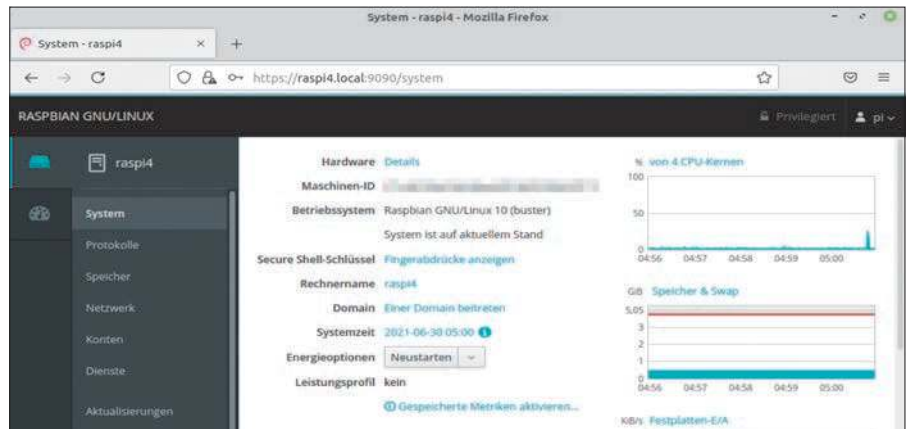 System - raspi4 - Mozilla Firefox
System - raspi4
https://raspi4.local:9090/system
RASPBIAN GNU/LINUX
Privilegiert
pi
raspi4
System
Protokolle
Speicher
Netzwerk
Konten
Dienste
Aktualisierungen
Hardware Details
Maschinen-ID
Betriebssystem Raspbian GNU/Linux 10 (buster)
System ist auf aktuellem Stand
Secure Shell-Schlüssel Fingerabdrücke anzeigen
Rechnername raspi4
Domain Einer Domain beitreten
Systemzeit 2021-06-30 05:00
Energieoptionen Neustarten
Leistungsprofil kein
Gespeicherte Metriken aktivieren...
% von 4 CPU-Kernen
100
50
0
04:56 04:57 04:58 04:59 05:00
GiB Speicher & Swap
5,05
3
2
1
0
04:56 04:57 04:58 04:59 05:00
KiB/s Festplatten-E/A